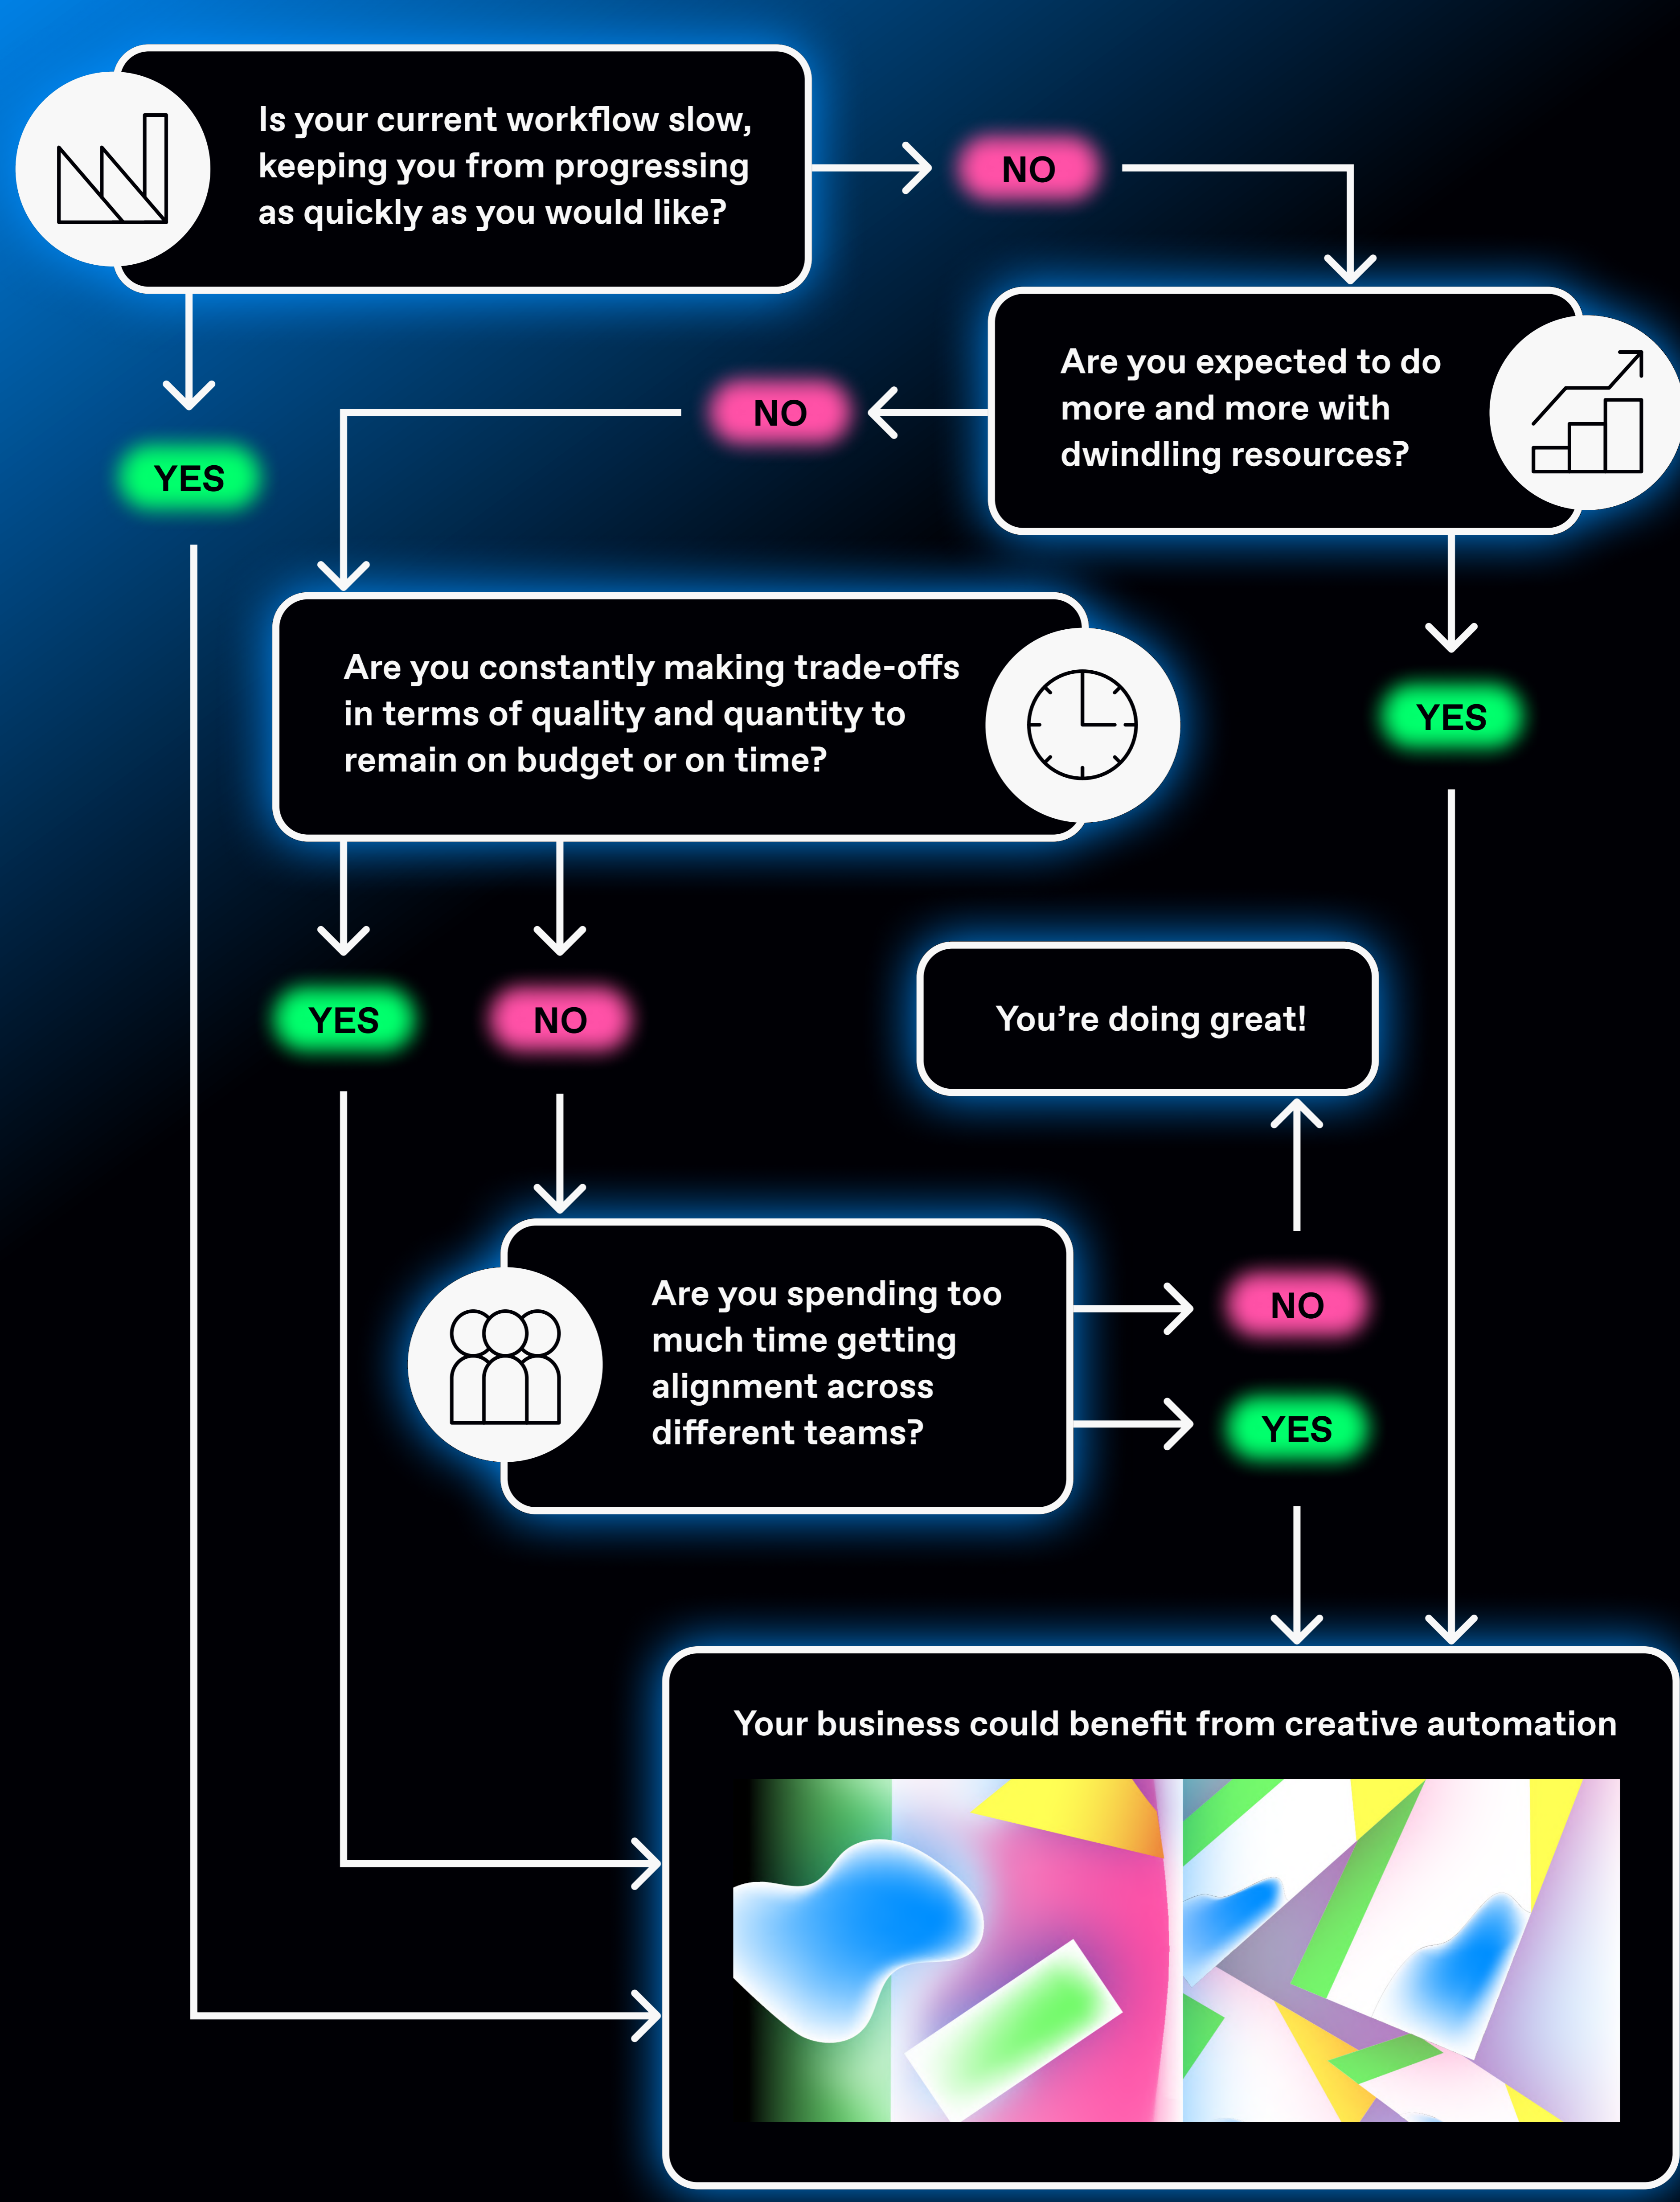 Is your current workflow slow,
keeping you from progressing
as quickly as you would like?
NO
Are you expected to do
more and more with
dwindling resources?
NO
YES
Are you constantly making trade-offs
in terms of quality and quantity to
remain on budget or on time?
YES
YES
NO
You’re doing great!
Are you spending too
much time getting
alignment across
different teams?
NO
YES
Your business could benefit from creative automation